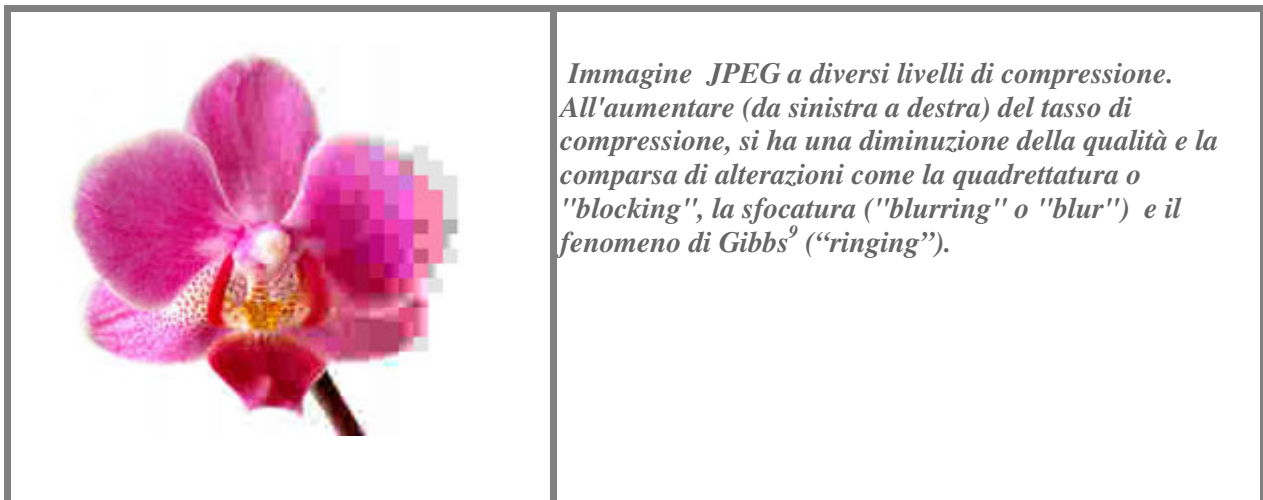 Immagine JPEG a diversi livelli di compressione.
All'aumentare (da sinistra a destra) del tasso di
compressione, si ha una diminuzione della qualità e la
comparsa di alterazioni come la quadrettatura o
"blocking", la sfocatura ("blurring" o "blur") e il
fenomeno di Gibbs⁹ (“ringing”).